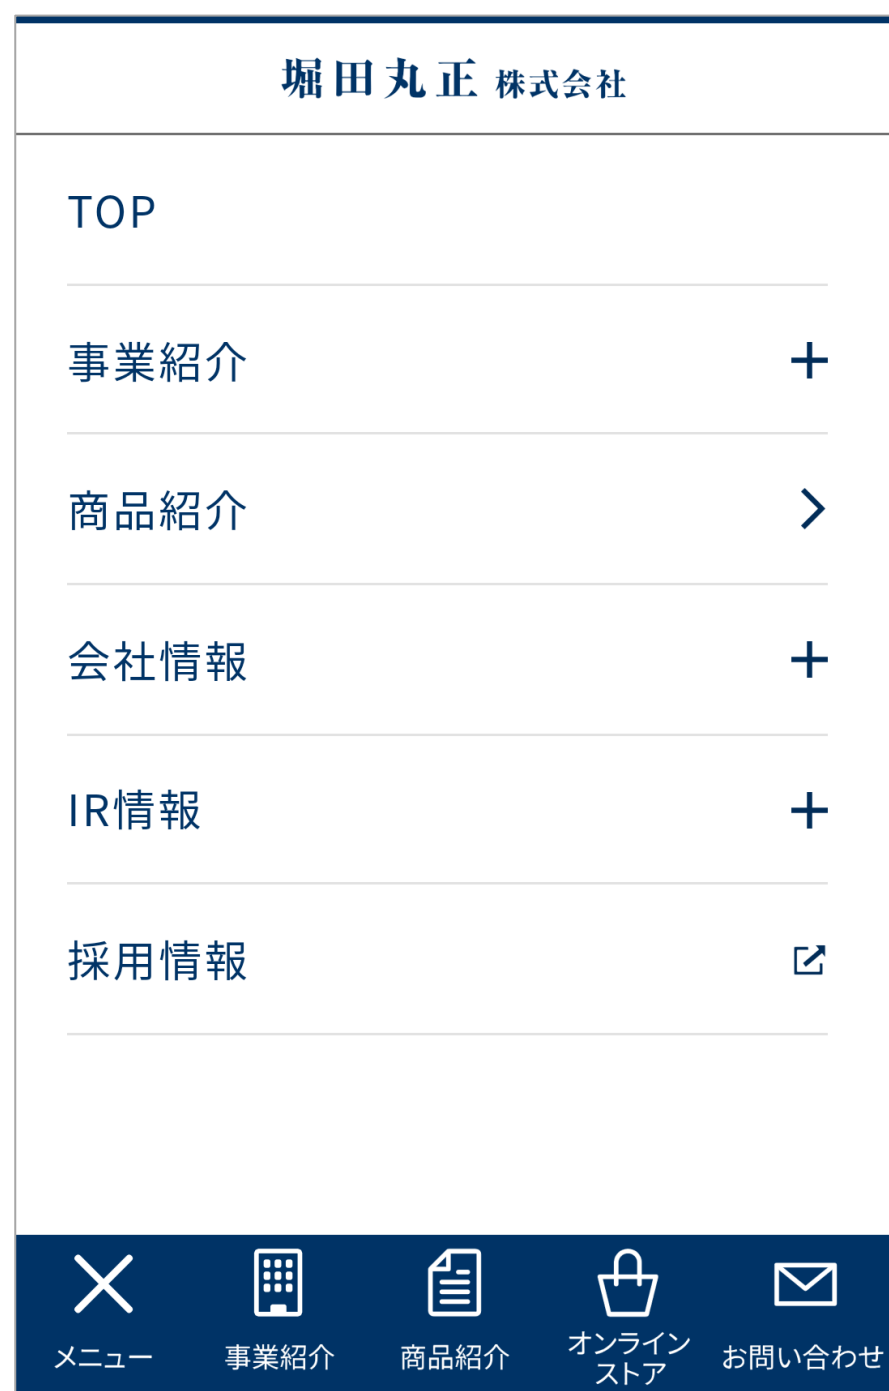 堀田丸正 株式会社
TOP
事業紹介
商品紹介
会社情報
IR情報
採用情報
メニュー
事業紹介
商品紹介
オンライン
ストア
お問い合わせ